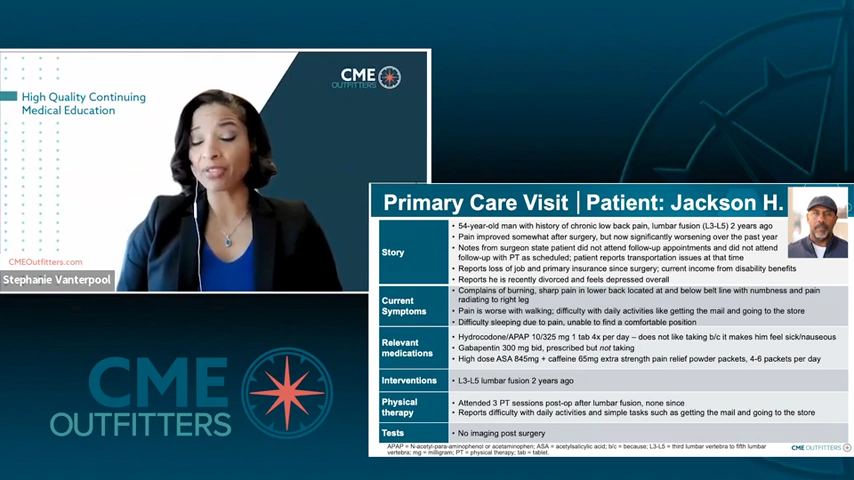 High Quality Continuing
Medical Education
CME
OUTFITTERS
CMEOutfitters.com
Stephanie Vanterpool
CME
OUTFITTERS
Primary Care Visit | Patient: Jackson H.
Story
• 54-year-old man with history of chronic low back pain, lumbar fusion (L3-L5) 2 years ago
• Pain improved somewhat after surgery, but now significantly worsening over the past year
• Notes from surgeon state patient did not attend follow-up appointments and did not attend
follow-up with PT as scheduled; patient reports transportation issues at that time
• Reports loss of job and primary insurance since surgery; current income from disability benefits
• Reports he is recently divorced and feels depressed overall
Current
Symptoms
• Complains of burning, sharp pain in lower back located at and below belt line with numbness and pain
radiating to right leg
• Pain is worse with walking; difficulty with daily activities like getting the mail and going to the store
• Difficulty sleeping due to pain, unable to find a comfortable position
Relevant
medications
• Hydrocodone/APAP 10/325 mg 1 tab 4x per day – does not like taking b/c it makes him feel sick/nauseous
• Gabapentin 300 mg bid, prescribed but not taking
• High dose ASA 845mg + caffeine 65mg extra strength pain relief powder packets, 4-6 packets per day
Interventions
• L3-L5 lumbar fusion 2 years ago
Physical
therapy
• Attended 3 PT sessions post-op after lumbar fusion, none since
• Reports difficulty with daily activities and simple tasks such as getting the mail and going to the store
Tests
• No imaging post surgery
APAP = N-acetyl-para-aminophenol or acetaminophen; ASA = acetylsalicylic acid; b/c = because; L3-L5 = third lumbar vertebra to fifth lumbar
vertebra; mg = milligram; PT = physical therapy; tab = tablet.
CME OUTFITTERS